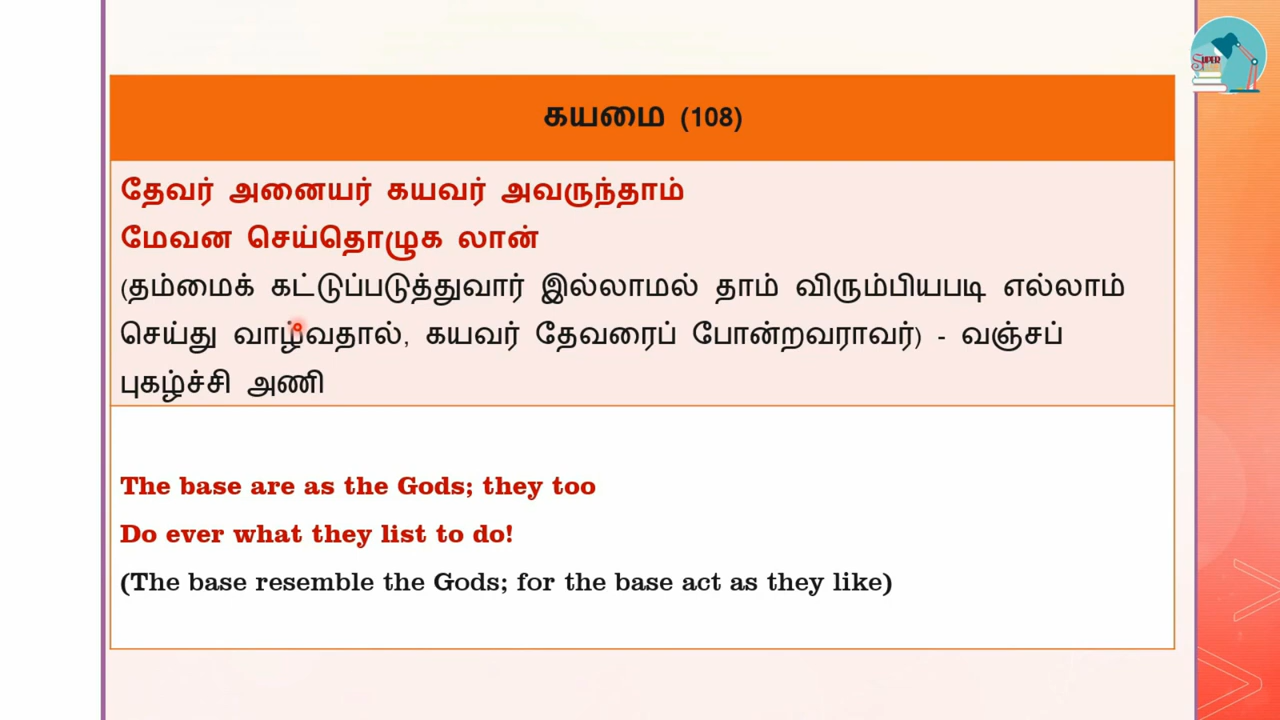 கயமை (108)
தேவர் அனையர் கயவர் அவருந்தாம்
மேவன செய்தொழுக லான்
(தம்மைக் கட்டுப்படுத்துவார் இல்லாமல் தாம் விரும்பியபடி எல்லாம்
செய்து வாழ்வதால், கயவர் தேவரைப் போன்றவராவர்) - வஞ்சப்
புகழ்ச்சி அணி
The base are as the Gods; they too
Do ever what they list to do!
(The base resemble the Gods; for the base act as they like)
SUPER